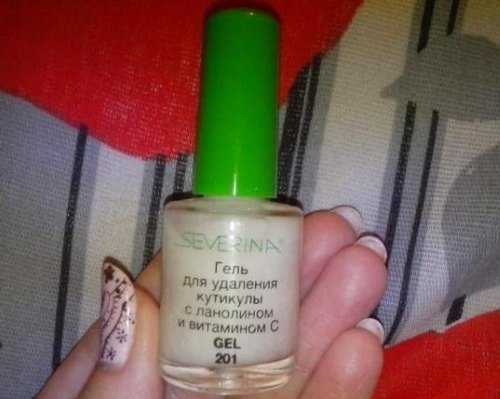 SEVERINA®
Гель
для удаления
кутикулы
с ланолином
и витамином С
GEL
201